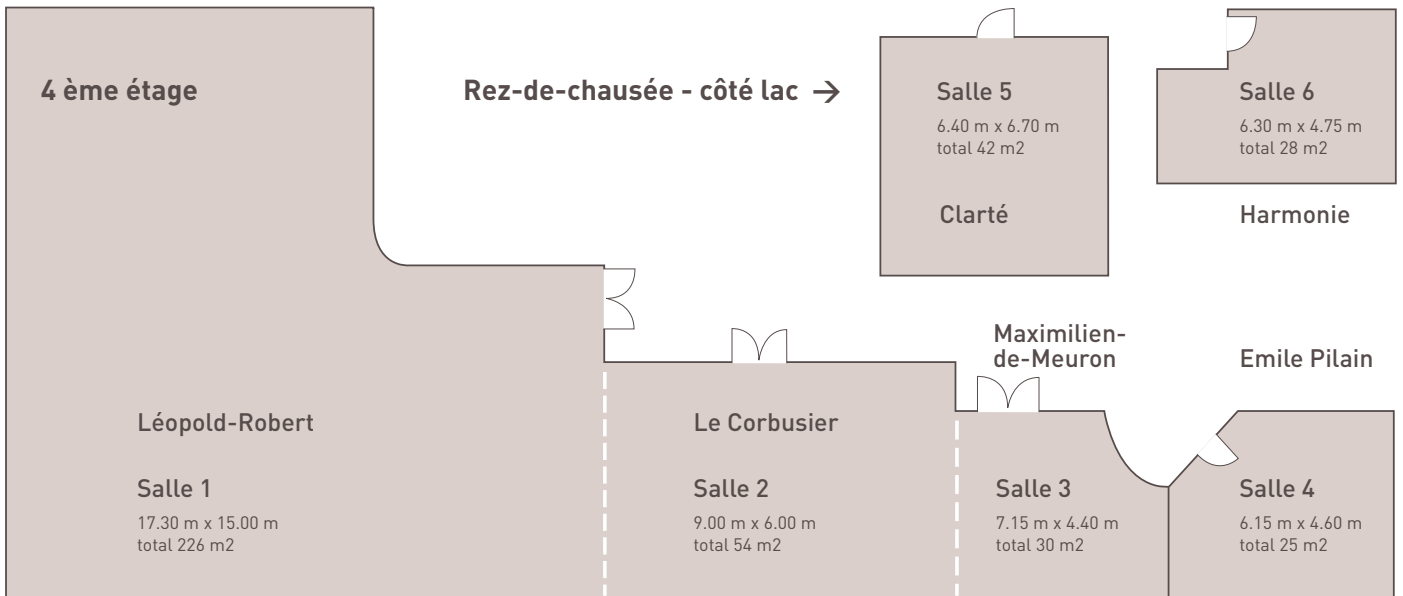 4 ème étage
Rez-de-chausée - côté lac →
Salle 5
6.40 m x 6.70 m
total 42 m2
Clarté
Salle 6
6.30 m x 4.75 m
total 28 m2
Harmonie
Léopold-Robert
Salle 1
17.30 m x 15.00 m
total 226 m2
Le Corbusier
Salle 2
9.00 m x 6.00 m
total 54 m2
Maximilien-
de-Meuron
Salle 3
7.15 m x 4.40 m
total 30 m2
Emile Pilain
Salle 4
6.15 m x 4.60 m
total 25 m2